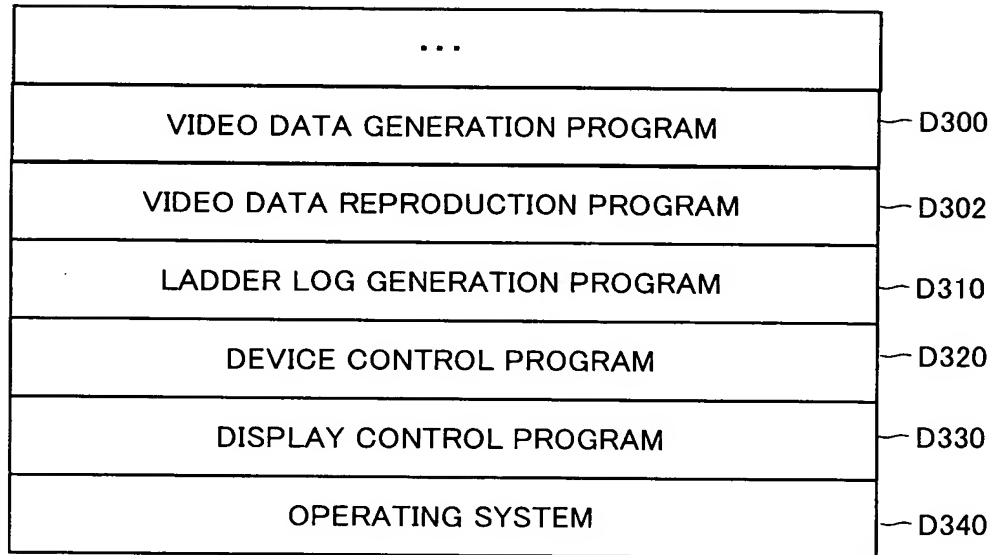 ...
VIDEO DATA GENERATION PROGRAM D300
VIDEO DATA REPRODUCTION PROGRAM D302
LADDER LOG GENERATION PROGRAM D310
DEVICE CONTROL PROGRAM D320
DISPLAY CONTROL PROGRAM D330
OPERATING SYSTEM D340